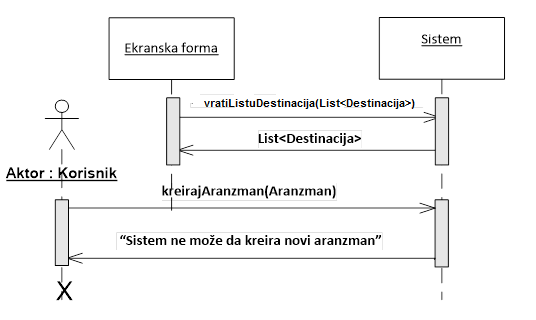 Ekranska forma
Sistem
vratiListuDestinacija(List<Destinacija>)
List<Destinacija>
Aktor : Korisnik
kreirajAranzman(Aranzman)
“Sistem ne može da kreira novi aranzman”
X